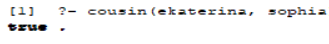 [1] ?- cousin(ekaterina, sophia
true .